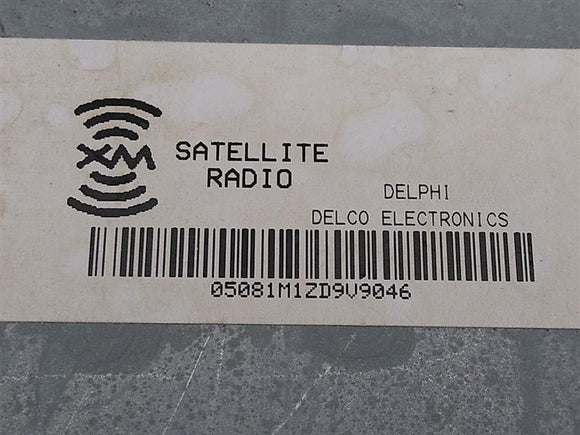 XM
SATELLITE
RADIO
DELPHI
DELCO ELECTRONICS
05081M1ZD9V9046